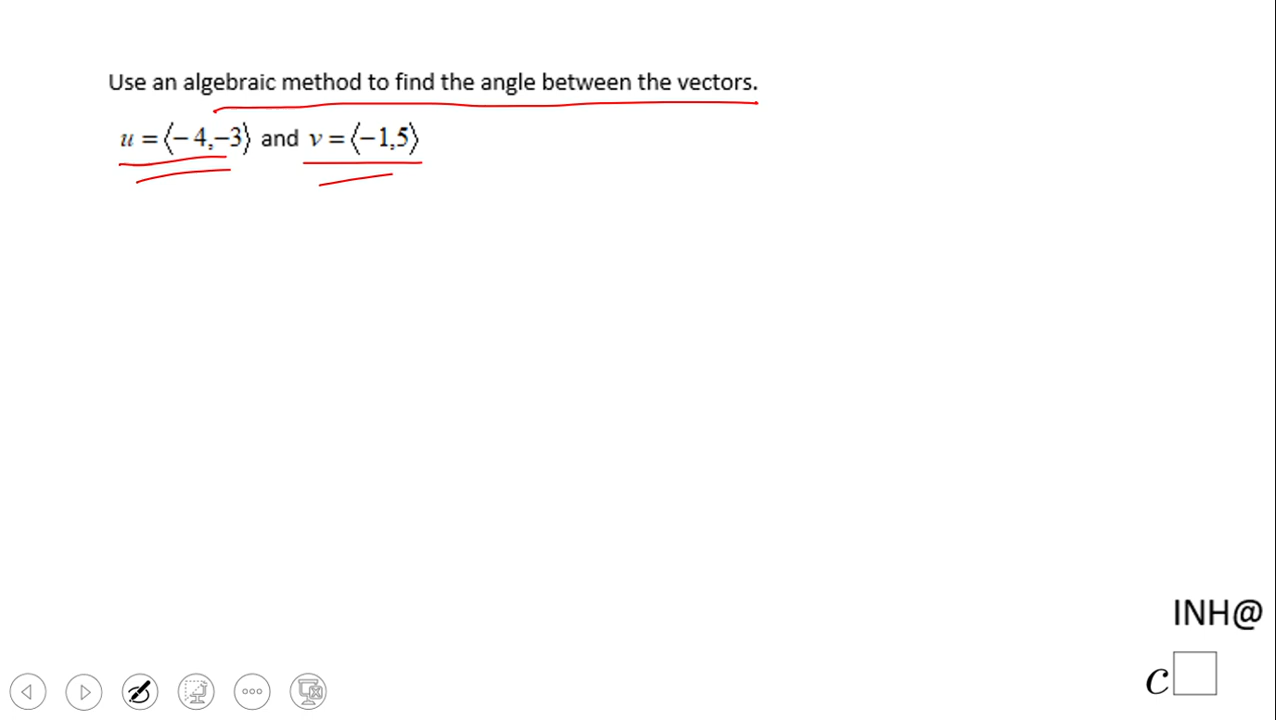 Use an algebraic method to find the angle between the vectors.
u = ⟨−4,−3⟩ and v = ⟨−1,5⟩
INH@
c